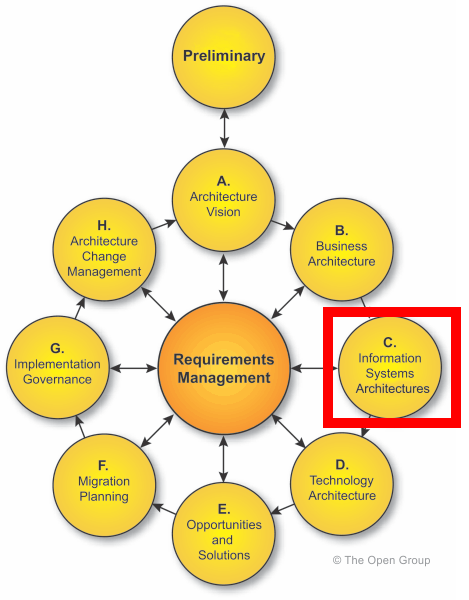 Preliminary
A.
Architecture
Vision
B.
Business
Architecture
C.
Information
Systems
Architectures
D.
Technology
Architecture
E.
Opportunities
and
Solutions
F.
Migration
Planning
G.
Implementation
Governance
H.
Architecture
Change
Management
Requirements
Management
© The Open Group